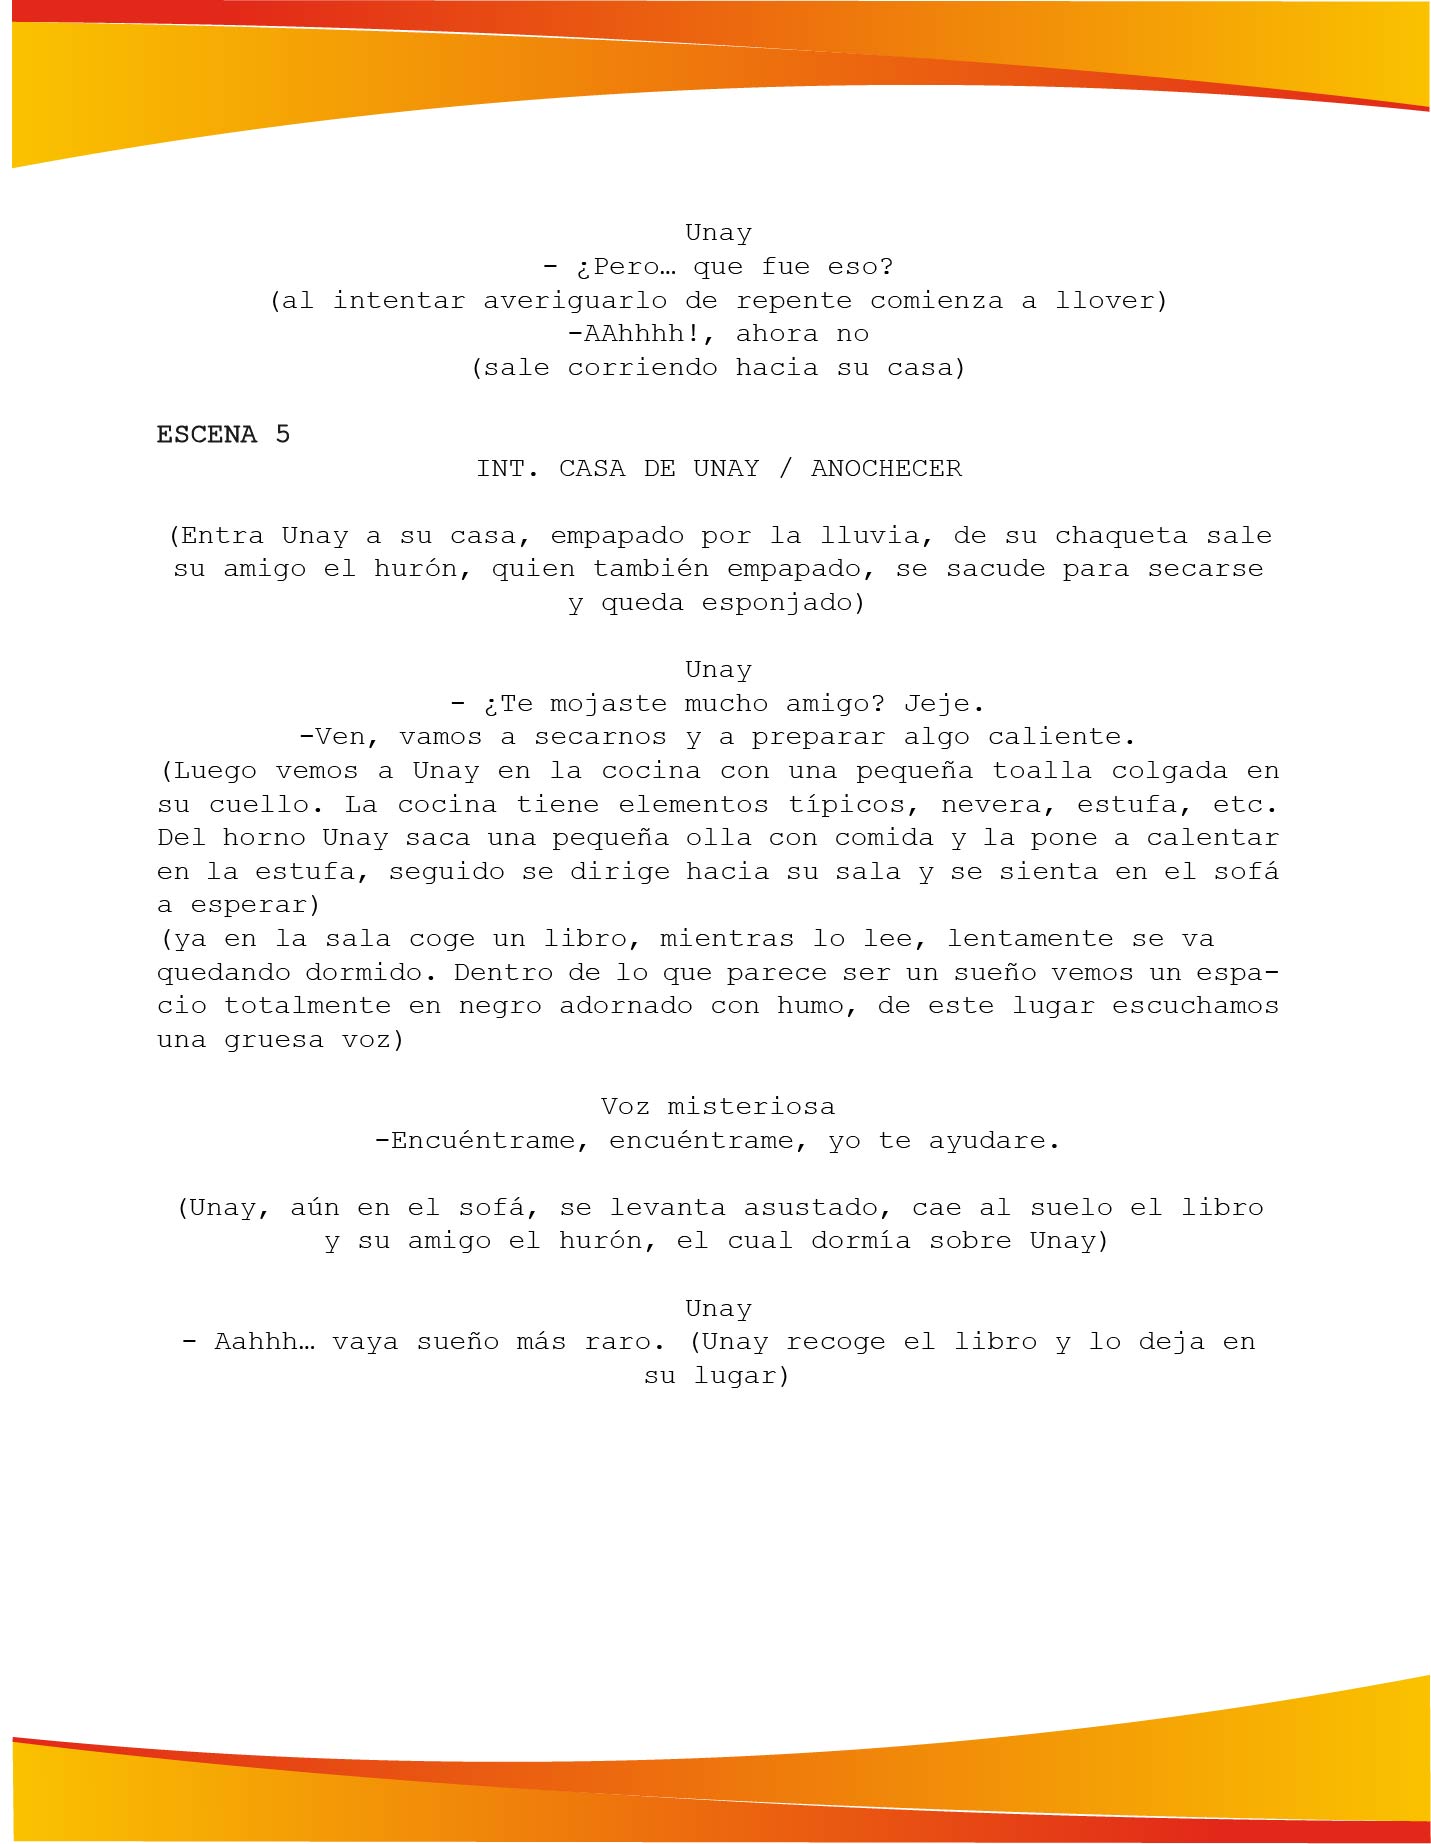 Unay
- ¿Pero… que fue eso?
(al intentar averiguarlo de repente comienza a llover)
-AAhhhh!, ahora no
(sale corriendo hacia su casa)
ESCENA 5
INT. CASA DE UNAY / ANOCHECER
(Entra Unay a su casa, empapado por la lluvia, de su chaqueta sale
su amigo el hurón, quien también empapado, se sacude para secarse
y queda esponjado)
Unay
- ¿Te mojaste mucho amigo? Jeje.
-Ven, vamos a secarnos y a preparar algo caliente.
(Luego vemos a Unay en la cocina con una pequeña toalla colgada en
su cuello. La cocina tiene elementos típicos, nevera, estufa, etc.
Del horno Unay saca una pequeña olla con comida y la pone a calentar
en la estufa, seguido se dirige hacia su sala y se sienta en el sofá
a esperar)
(ya en la sala coge un libro, mientras lo lee, lentamente se va
quedando dormido. Dentro de lo que parece ser un sueño vemos un espa-
cio totalmente en negro adornado con humo, de este lugar escuchamos
una gruesa voz)
Voz misteriosa
-Encuéntrame, encuéntrame, yo te ayudare.
(Unay, aún en el sofá, se levanta asustado, cae al suelo el libro
y su amigo el hurón, el cual dormía sobre Unay)
Unay
- Aahhh… vaya sueño más raro. (Unay recoge el libro y lo deja en
su lugar)